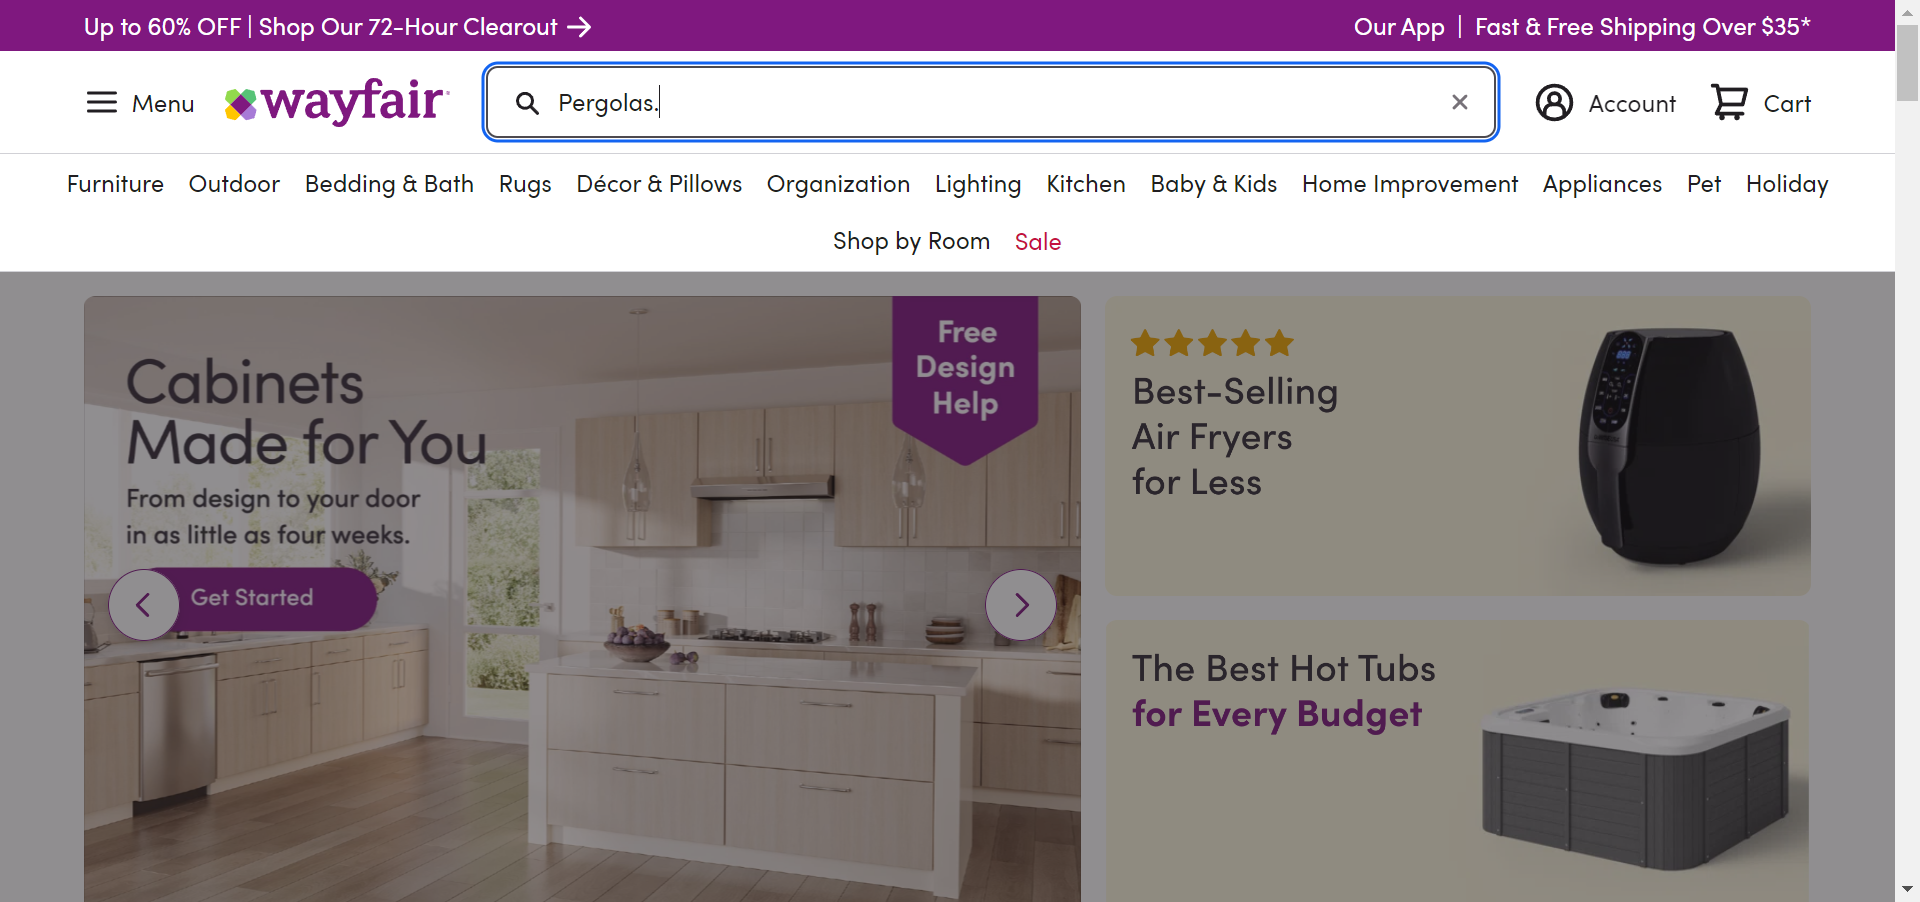 Up to 60% OFF | Shop Our 72-Hour Clearout
Our App | Fast & Free Shipping Over $35*
Menu
wayfair
Pergolas.
Account
Cart
Furniture Outdoor Bedding & Bath Rugs Décor & Pillows Organization Lighting Kitchen Baby & Kids Home Improvement Appliances Pet Holiday
Shop by Room Sale
Cabinets
Made for You
From design to your door
in as little as four weeks.
Get Started
Free
Design
Help
Best-Selling
Air Fryers
for Less
The Best Hot Tubs
for Every Budget